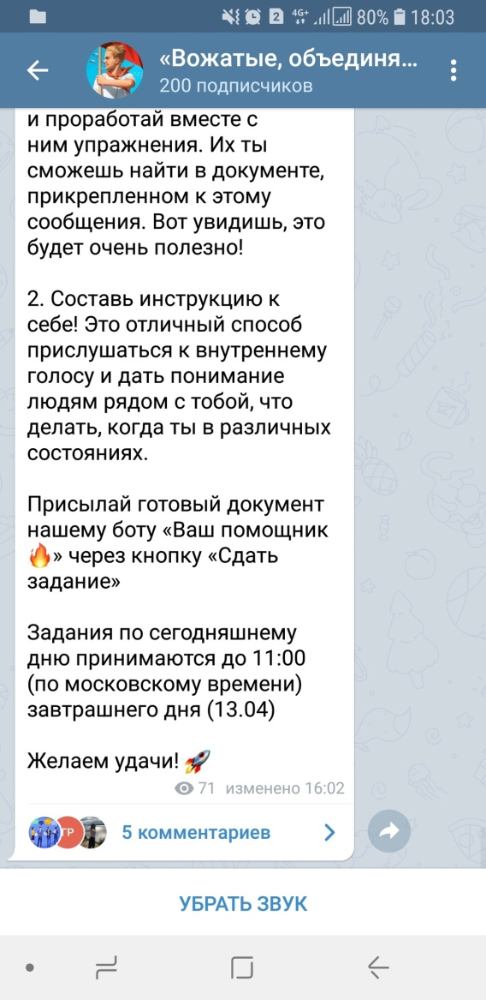 2 4G+ 80% 18:03
«Вожатые, объединя...
200 подписчиков
и проработай вместе с
ним упражнения. Их ты
сможешь найти в документе,
прикрепленном к этому
сообщения. Вот увидишь, это
будет очень полезно!
2. Составь инструкцию к
себе! Это отличный способ
прислушаться к внутреннему
голосу и дать понимание
людям рядом с тобой, что
делать, когда ты в различных
состояниях.
Присылай готовый документ
нашему боту «Ваш помощник
🔥» через кнопку «Сдать
задание»
Задания по сегодняшнему
дню принимаются до 11:00
(по московскому времени)
завтрашнего дня (13.04)
Желаем удачи! 🚀
71 изменено 16:02
ГР 5 комментариев
УБРАТЬ ЗВУК